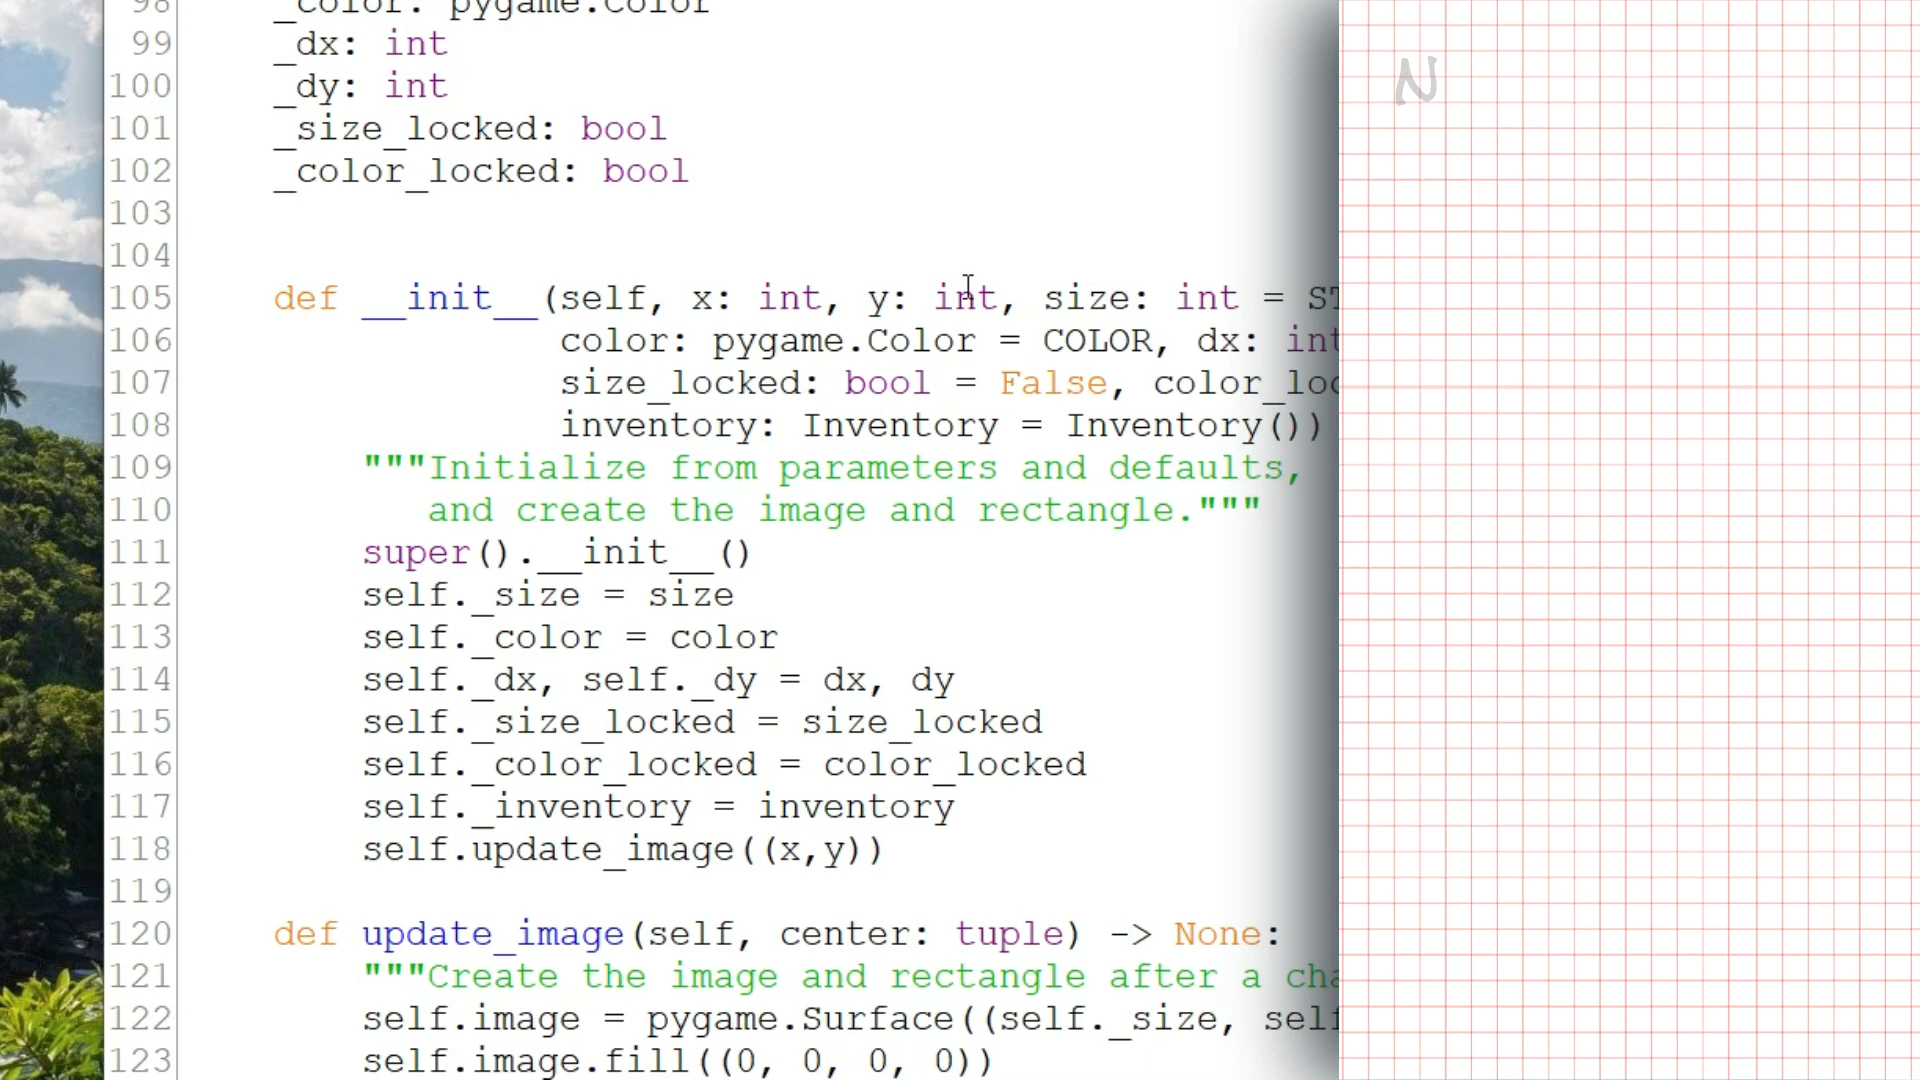 98 _color: pygame.Color
99 _dx: int
100 _dy: int
101 _size_locked: bool
102 _color_locked: bool
103
104
105 def __init__(self, x: int, y: int, size: int = ST
106 color: pygame.Color = COLOR, dx: int
107 size_locked: bool = False, color_loc
108 inventory: Inventory = Inventory())
109 """Initialize from parameters and defaults,
110 and create the image and rectangle."""
111 super().__init__()
112 self._size = size
113 self._color = color
114 self._dx, self._dy = dx, dy
115 self._size_locked = size_locked
116 self._color_locked = color_locked
117 self._inventory = inventory
118 self.update_image((x,y))
119
120 def update_image(self, center: tuple) -> None:
121 """Create the image and rectangle after a cha
122 self.image = pygame.Surface((self._size, self
123 self.image.fill((0, 0, 0, 0))
N